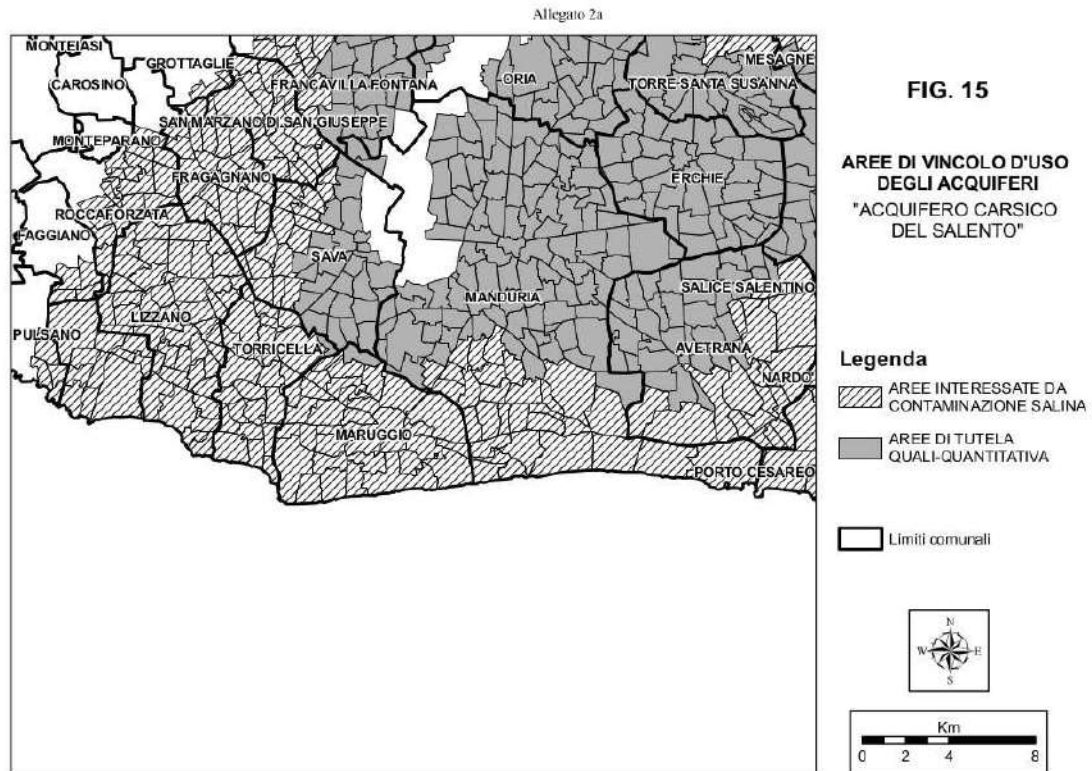 Allegato 2a
MONTEIASI
CAROSINO
GROTTAGLIE
FRANCAVILLA FONTANA
ORIA
MESAGNE
TORRE SANTA SUSANNA
MONTEPARANO
SAN MARZANO DI SAN GIUSEPPE
FRAGAGNANO
ERCHIE
ROCCAFORZATA
FAGGIANO
SAVA
MANDURIA
SALICE SALENTINO
PULSANO
LIZZANO
TORRICELLA
AVETRANA
NARDO
MARUGGIO
PORTO CESAREO
FIG. 15
AREE DI VINCOLO D'USO
DEGLI ACQUIFERI
"ACQUIFERO CARSICO
DEL SALENTO"
Legenda
AREE INTERESSATE DA
CONTAMINAZIONE SALINA
AREE DI TUTELA
QUALI-QUANTITATIVA
Limiti comunali
N
W E
S
Km
0 2 4 8